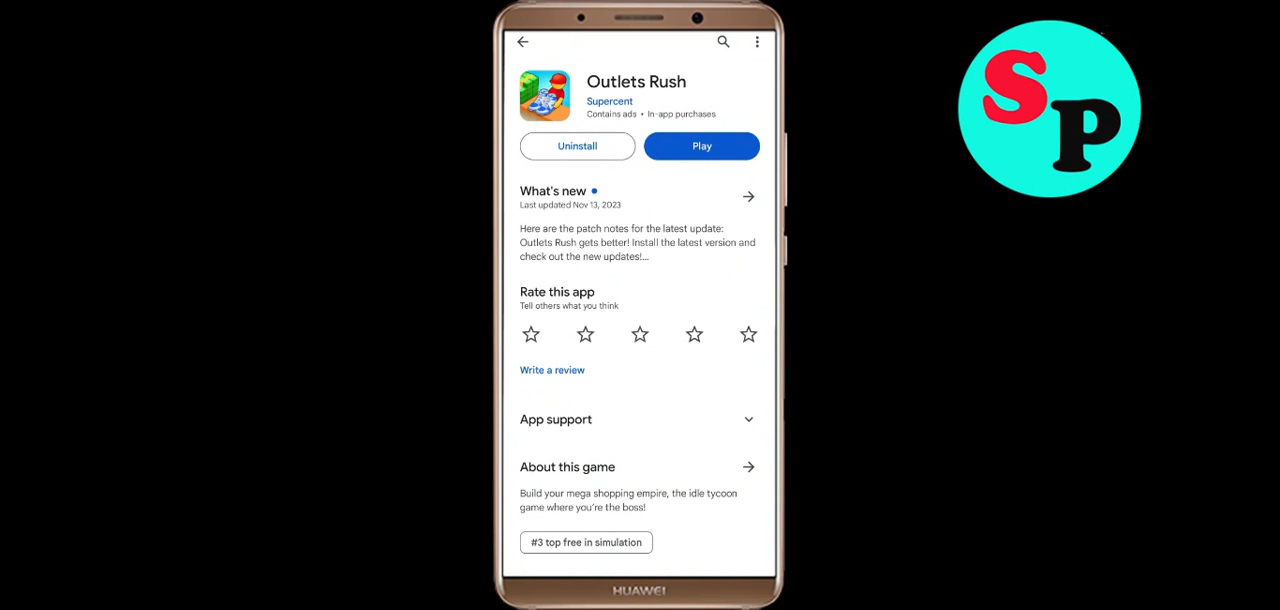 Outlets Rush
Supercent
Contains ads • In-app purchases
Uninstall
Play
What's new
Last updated Nov 13, 2023
Here are the patch notes for the latest update:
Outlets Rush gets better! Install the latest version and
check out the new updates!...
Rate this app
Tell others what you think
Write a review
App support
About this game
Build your mega shopping empire, the idle tycoon
game where you're the boss!
#3 top free in simulation
HUAWEI
SP